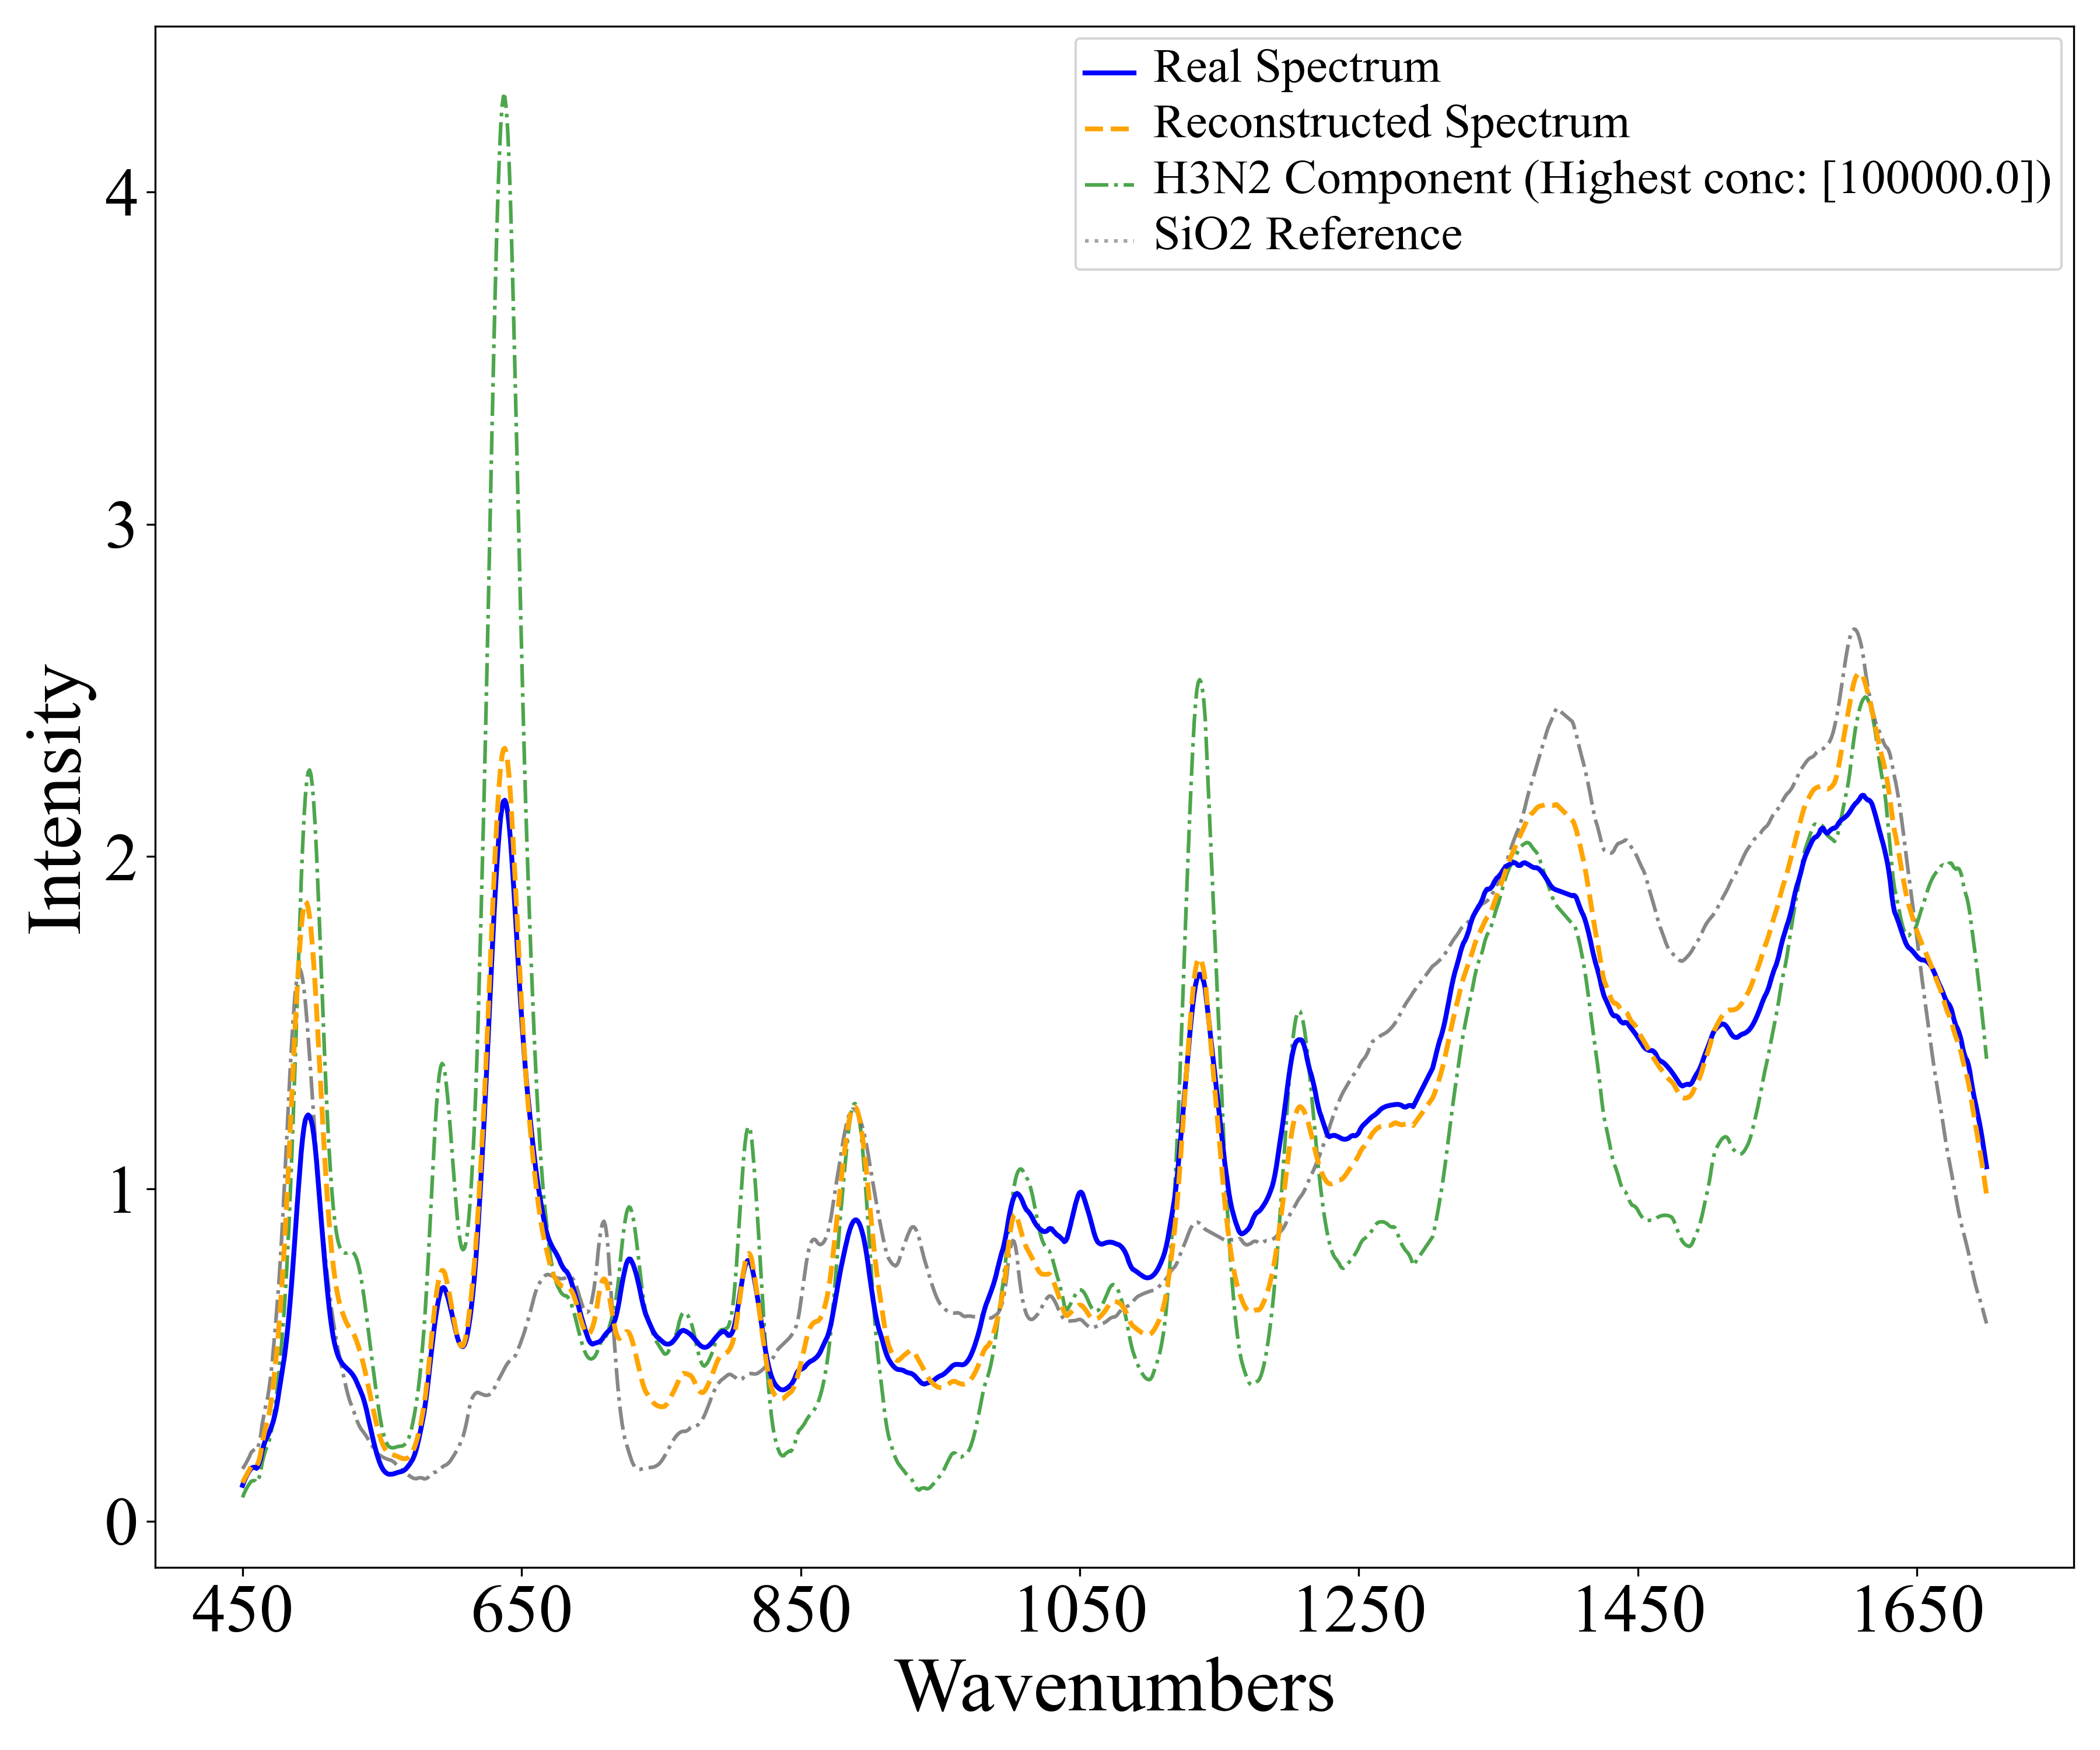 Real Spectrum
Reconstructed Spectrum
H3N2 Component (Highest conc: [100000.0])
SiO2 Reference
Intensity
4
3
2
1
0
450 650 850 1050 1250 1450 1650
Wavenumbers